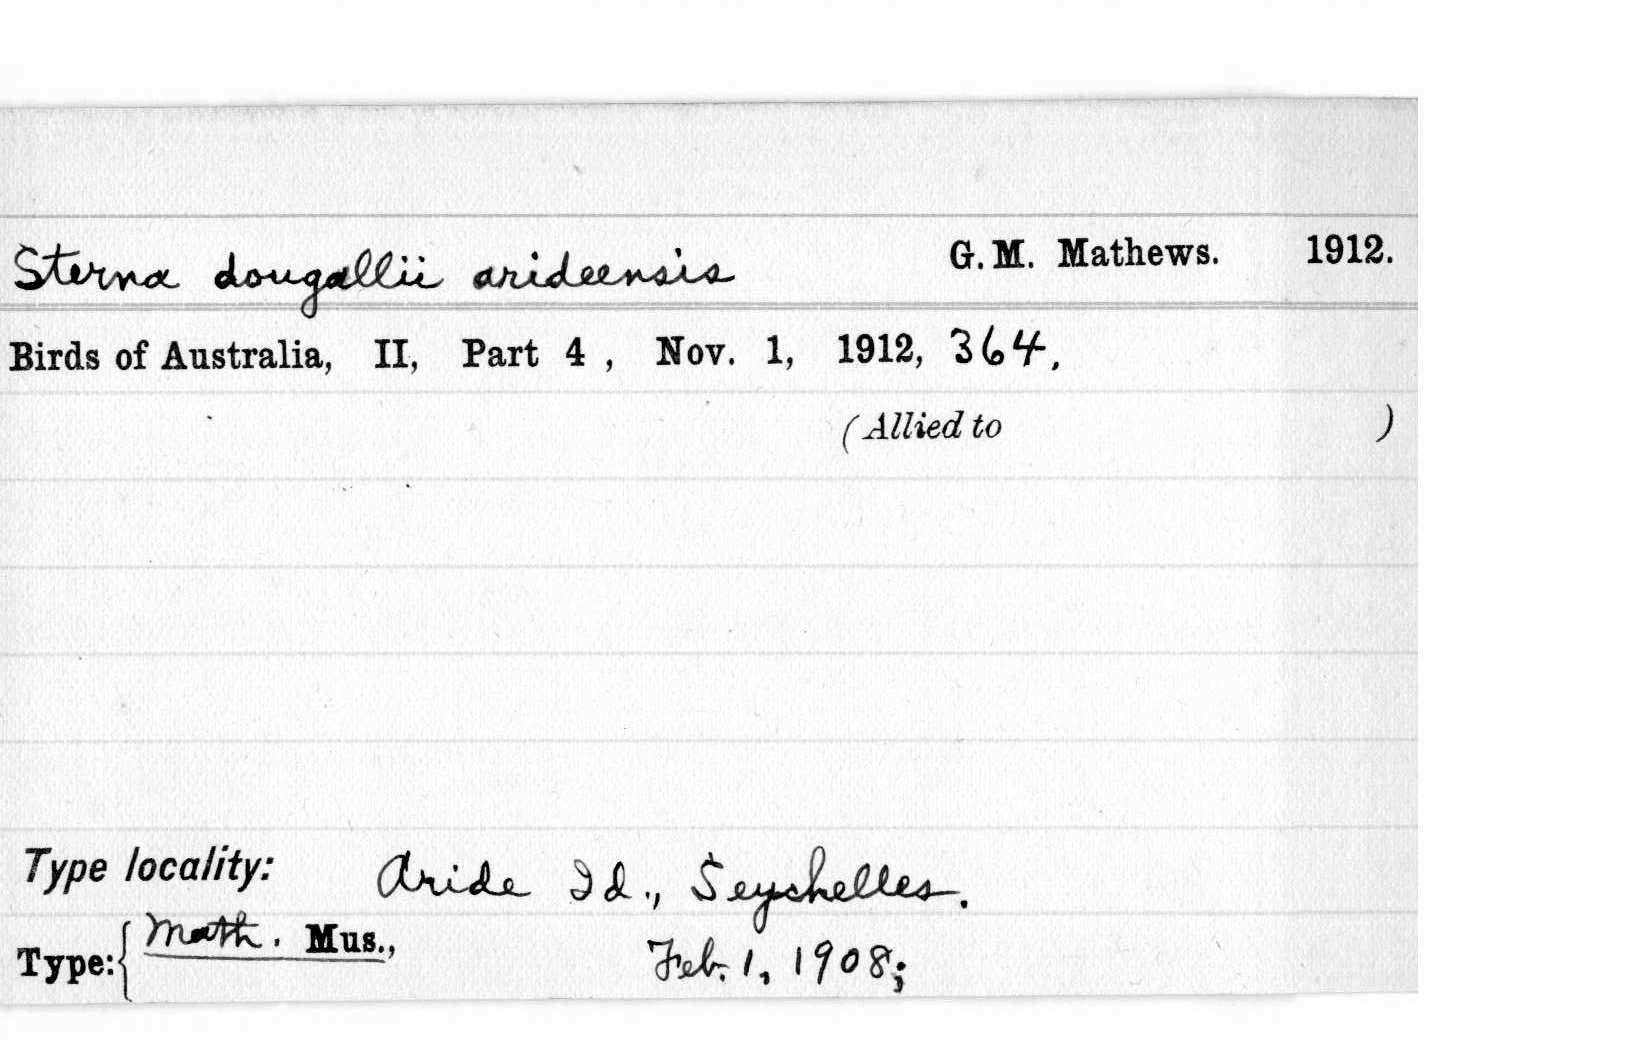 Sterna dougallii arideensis G. M. Mathews. 1912.
Birds of Australia, II, Part 4 , Nov. 1, 1912, 364.
(Allied to )
Type locality: Aride Id., Seychelles.
Type: { Math. Mus., Feb. 1, 1908;